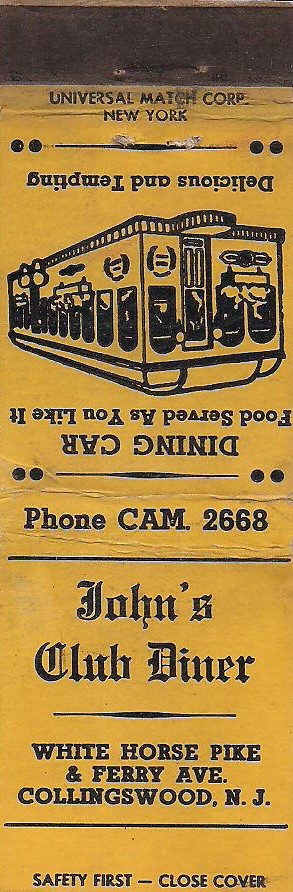 UNIVERSAL MATCH CORP.
NEW YORK
Delicious and Tempting
Food Served As You Like It
DINING CAR
Phone CAM. 2668
John's
Club Diner
WHITE HORSE PIKE
& FERRY AVE.
COLLINGSWOOD, N. J.
SAFETY FIRST — CLOSE COVER